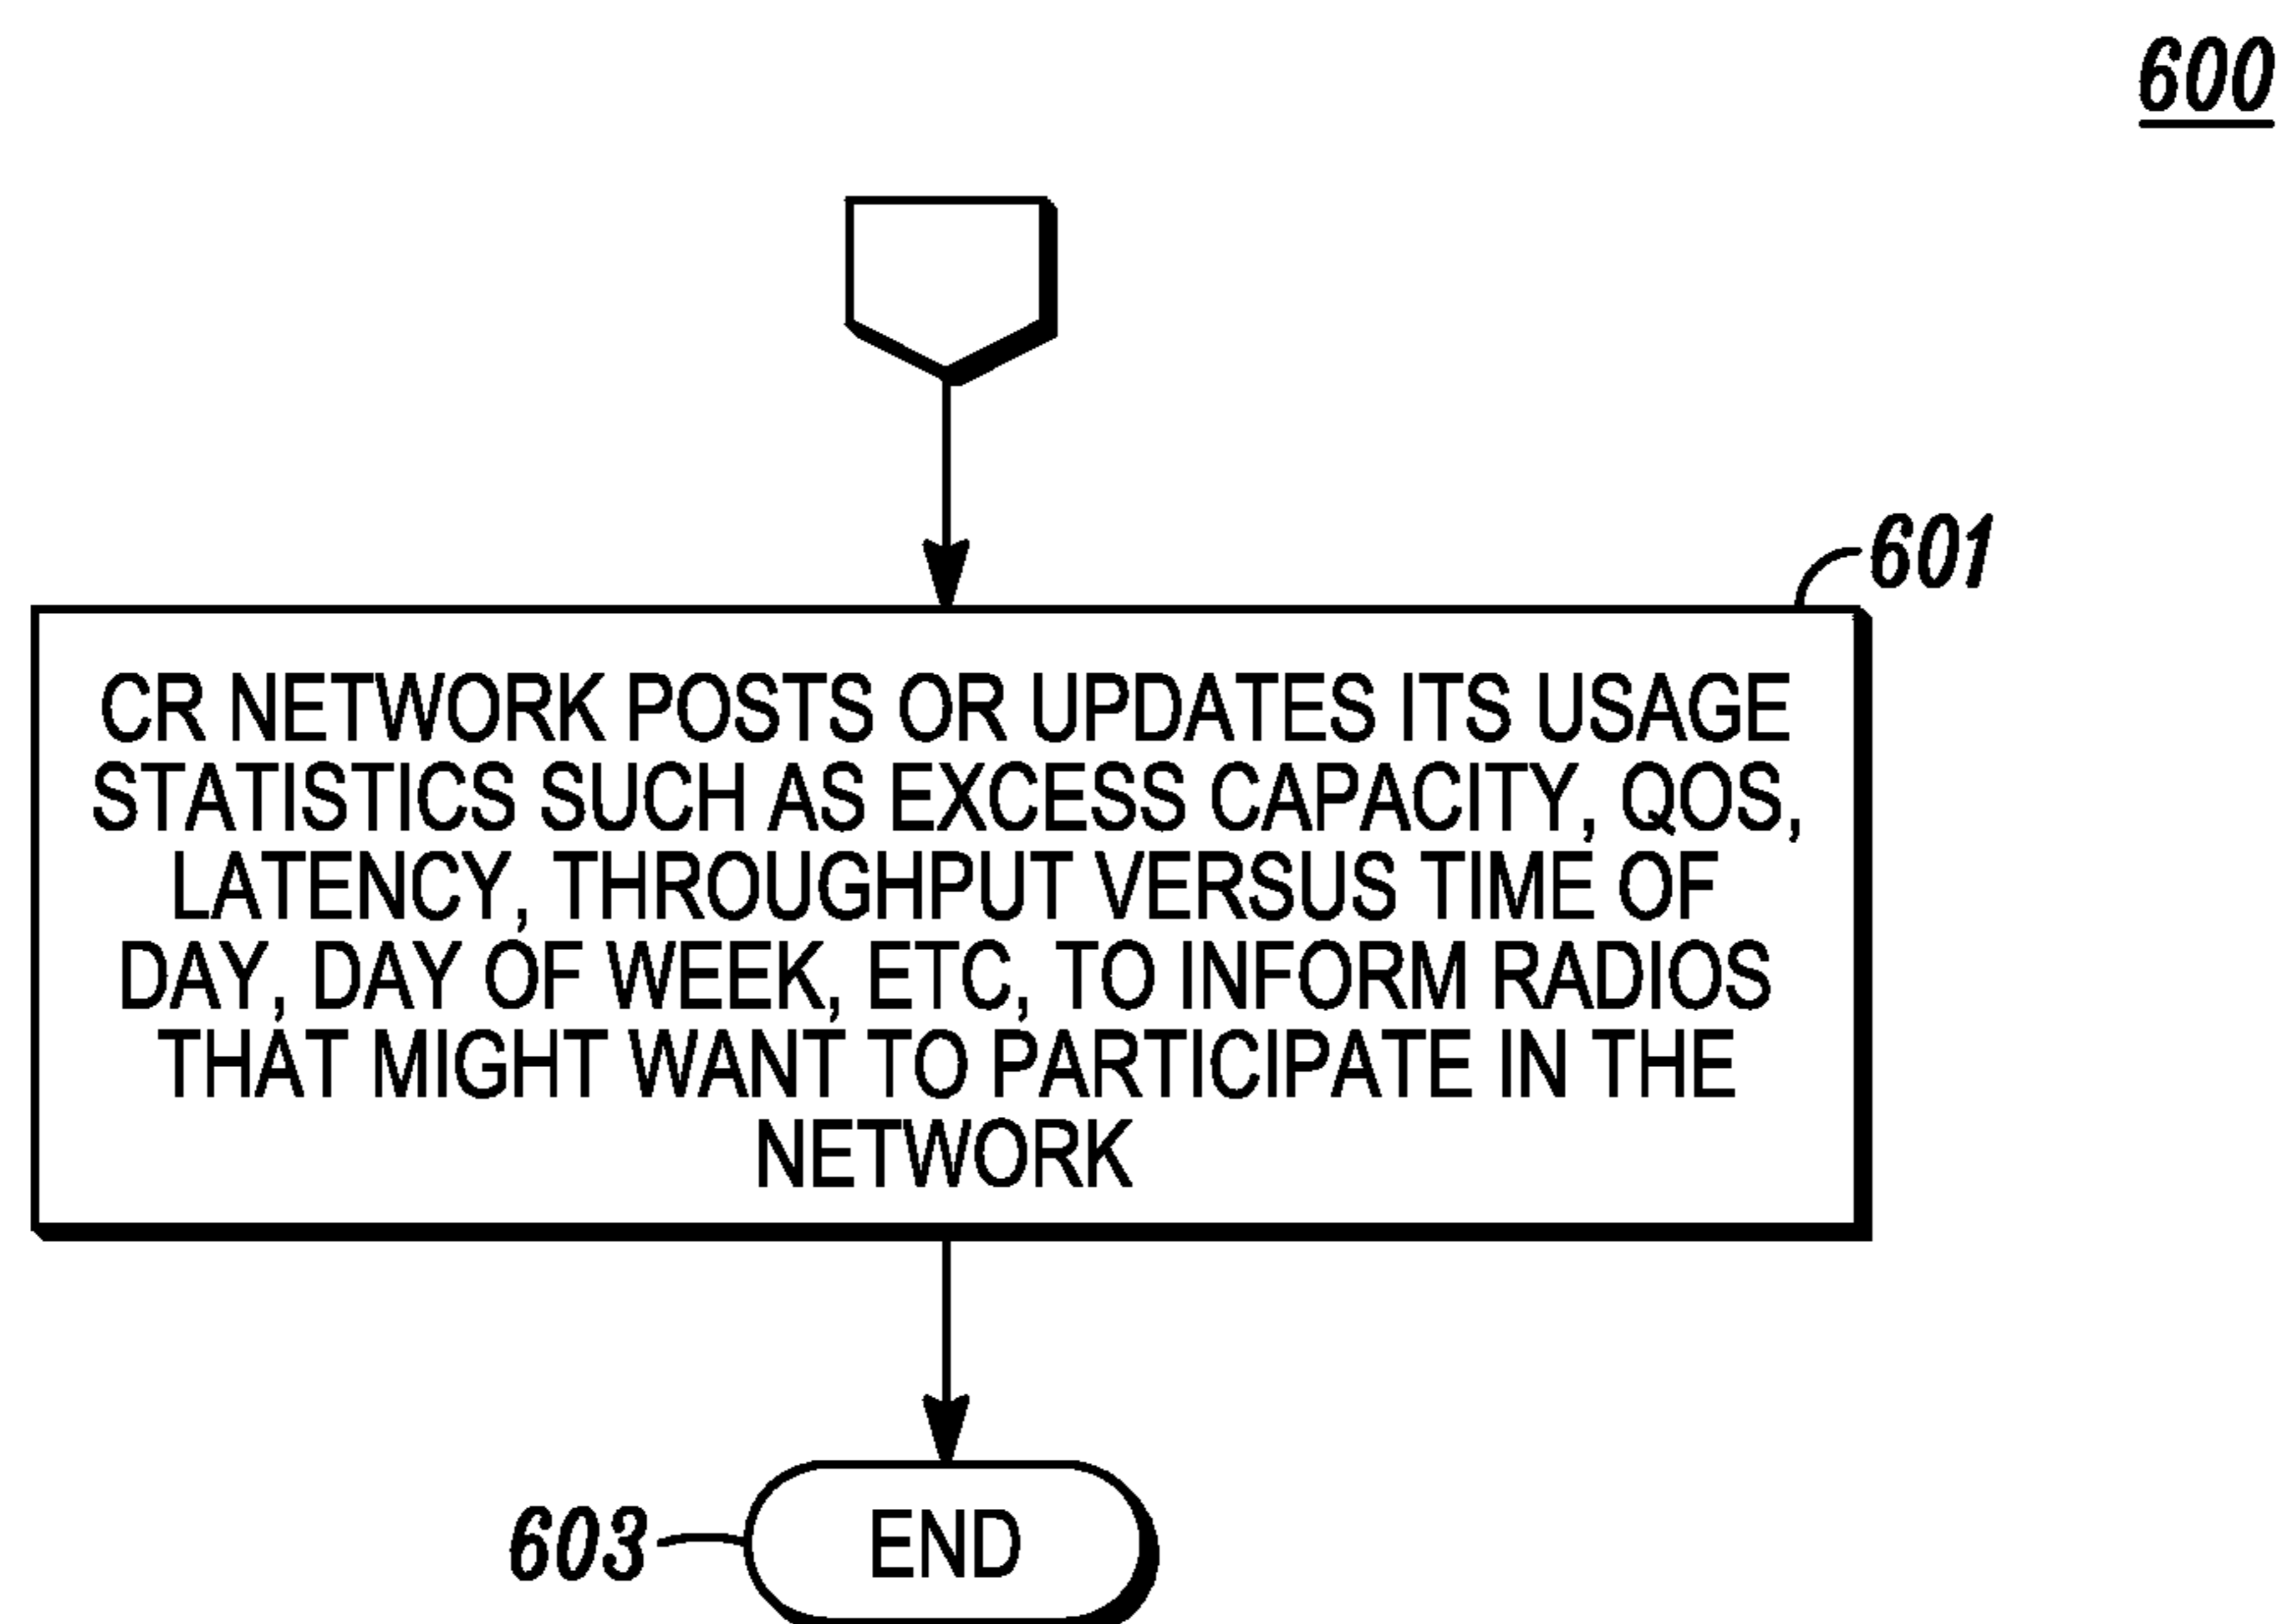 600
601
CR NETWORK POSTS OR UPDATES ITS USAGE
STATISTICS SUCH AS EXCESS CAPACITY, QOS,
LATENCY, THROUGHPUT VERSUS TIME OF
DAY, DAY OF WEEK, ETC, TO INFORM RADIOS
THAT MIGHT WANT TO PARTICIPATE IN THE
NETWORK
603
END